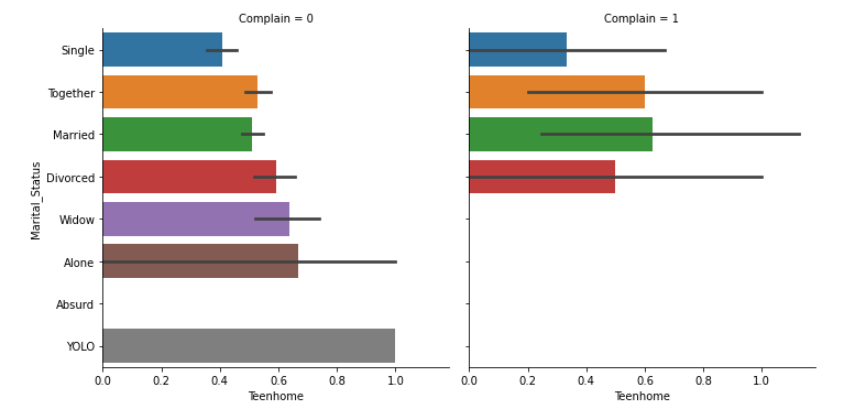 Complain = 0
Complain = 1
Marital_Status
Single
Together
Married
Divorced
Widow
Alone
Absurd
YOLO
0.0 0.2 0.4 0.6 0.8 1.0
0.0 0.2 0.4 0.6 0.8 1.0
Teenhome
Teenhome